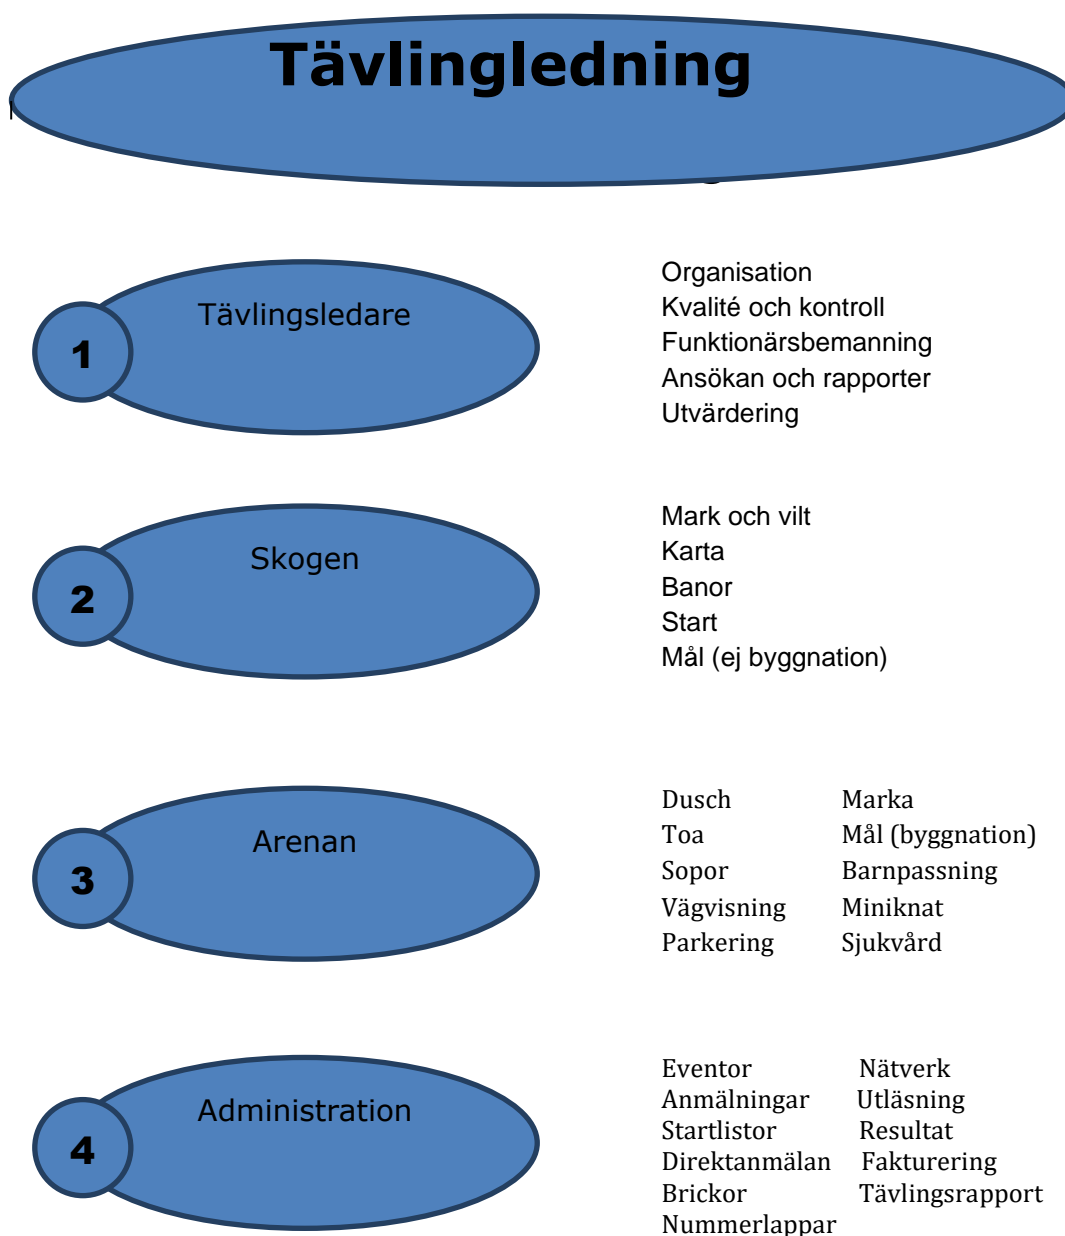 Tävlingledning
1
Tävlingsledare
Organisation
Kvalité och kontroll
Funktionärsbemanning
Ansökan och rapporter
Utvärdering
2
Skogen
Mark och vilt
Karta
Banor
Start
Mål (ej byggnation)
3
Arenan
Dusch Marka
Toa Mål (byggnation)
Sopor Barnpassning
Vägvisning Miniknat
Parkering Sjukvård
4
Administration
Eventor Nätverk
Anmälningar Utläsning
Startlistor Resultat
Direktanmälan Fakturering
Brickor Tävlingsrapport
Nummerlappar